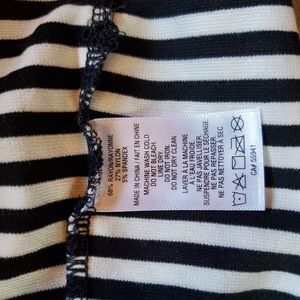 68% RAYON/RAYONNE
27% NYLON
5% SPANDEX
MADE IN CHINA / FAIT EN CHINE
MACHINE WASH COLD.
DO NOT BLEACH.
LINE DRY.
DO NOT IRON.
DO NOT DRY CLEAN
LAVER À LA MACHINE
À L'EAU FROIDE
NE PAS JAVELLISER.
SUSPENDRE POUR LE SÉCHAGE.
NE PAS REPASSER.
NE PAS NETTOYER À SEC
CA# 55941